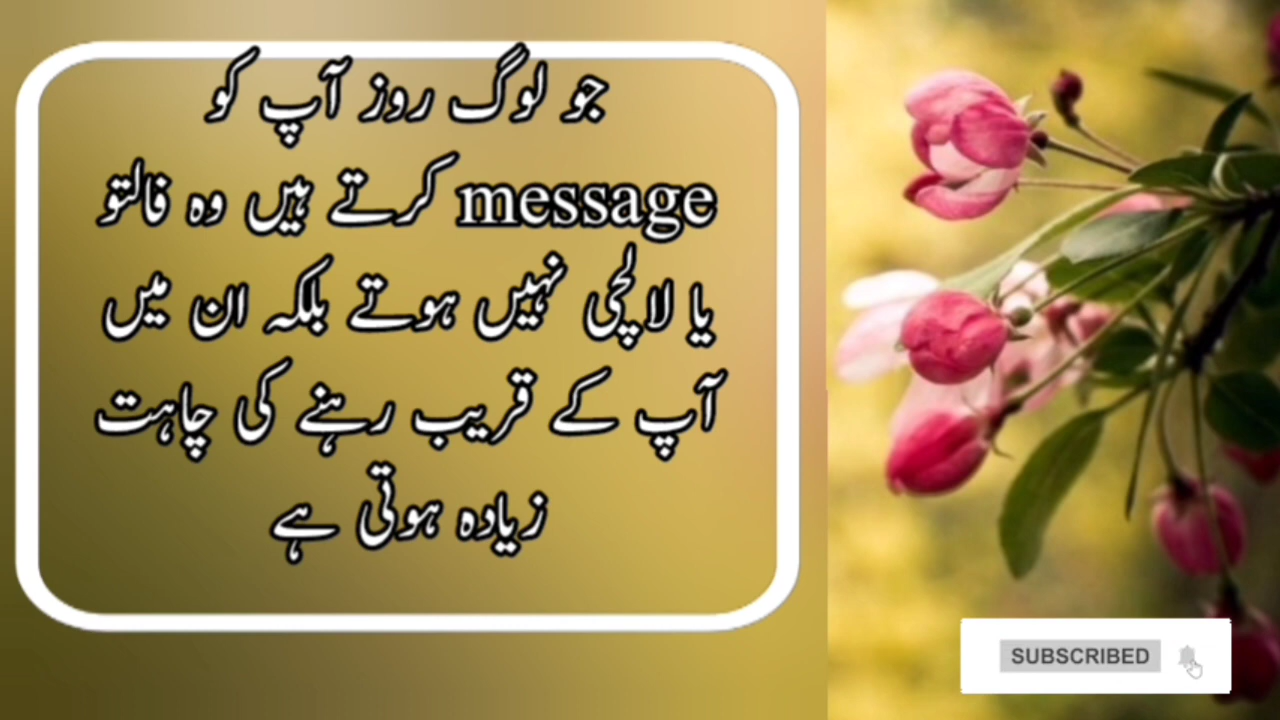 جو لوگ روز آپ کو
message کرتے ہیں وہ فالتو
یا لالچی نہیں ہوتے بلکہ ان میں
آپ کے قریب رہنے کی چاہت
زیادہ ہوتی ہے
SUBSCRIBED